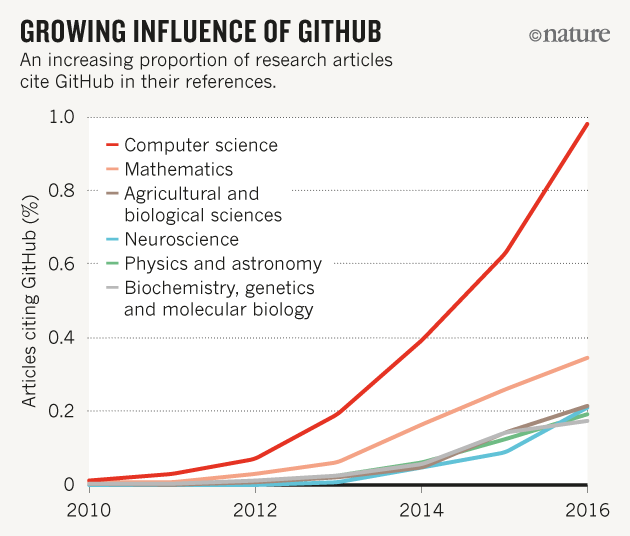 GROWING INFLUENCE OF GITHUB
©nature
An increasing proportion of research articles
cite GitHub in their references.
1.0
Computer science
Mathematics
0.8
Agricultural and
biological sciences
Neuroscience
0.6
Physics and astronomy
Biochemistry, genetics
and molecular biology
Articles citing GitHub (%)
0.4
0.2
0
2010
2012
2014
2016